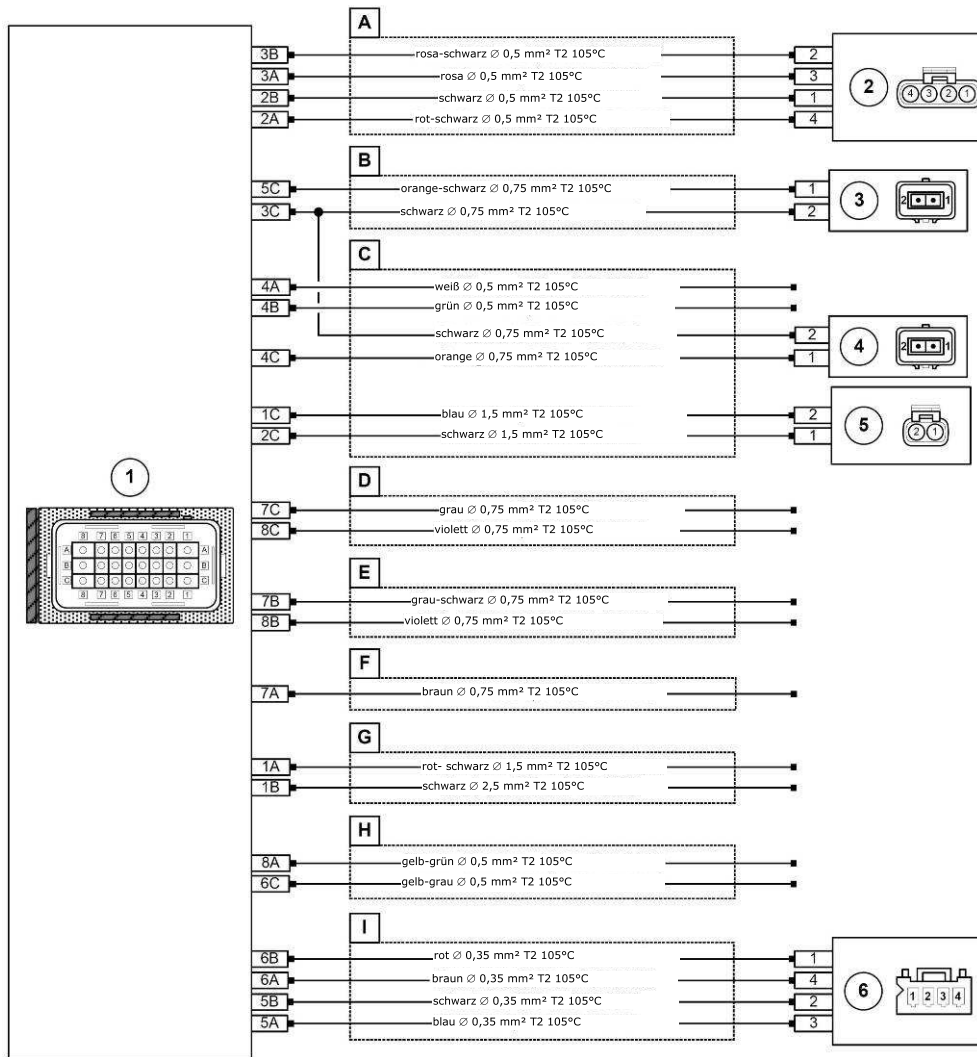 A
3B rosa-schwarz ∅ 0,5 mm² T2 105°C 2
3A rosa ∅ 0,5 mm² T2 105°C 3
2B schwarz ∅ 0,5 mm² T2 105°C 1
2A rot-schwarz ∅ 0,5 mm² T2 105°C 4
2
4 3 2 1
B
5C orange-schwarz ∅ 0,75 mm² T2 105°C 1
3C schwarz ∅ 0,75 mm² T2 105°C 2
3
2 1
C
4A weiß ∅ 0,5 mm² T2 105°C
4B grün ∅ 0,5 mm² T2 105°C
schwarz ∅ 0,75 mm² T2 105°C 2
4C orange ∅ 0,75 mm² T2 105°C 1
4
2 1
1C blau ∅ 1,5 mm² T2 105°C 2
2C schwarz ∅ 1,5 mm² T2 105°C 1
5
2 1
1
8 7 6 5 4 3 2 1
A A
B B
C C
8 7 6 5 4 3 2 1
D
7C grau ∅ 0,75 mm² T2 105°C
8C violett ∅ 0,75 mm² T2 105°C
E
7B grau-schwarz ∅ 0,75 mm² T2 105°C
8B violett ∅ 0,75 mm² T2 105°C
F
7A braun ∅ 0,75 mm² T2 105°C
G
1A rot- schwarz ∅ 1,5 mm² T2 105°C
1B schwarz ∅ 2,5 mm² T2 105°C
H
8A gelb-grün ∅ 0,5 mm² T2 105°C
6C gelb-grau ∅ 0,5 mm² T2 105°C
I
6B rot ∅ 0,35 mm² T2 105°C 1
6A braun ∅ 0,35 mm² T2 105°C 4
5B schwarz ∅ 0,35 mm² T2 105°C 2
5A blau ∅ 0,35 mm² T2 105°C 3
6
1 2 3 4